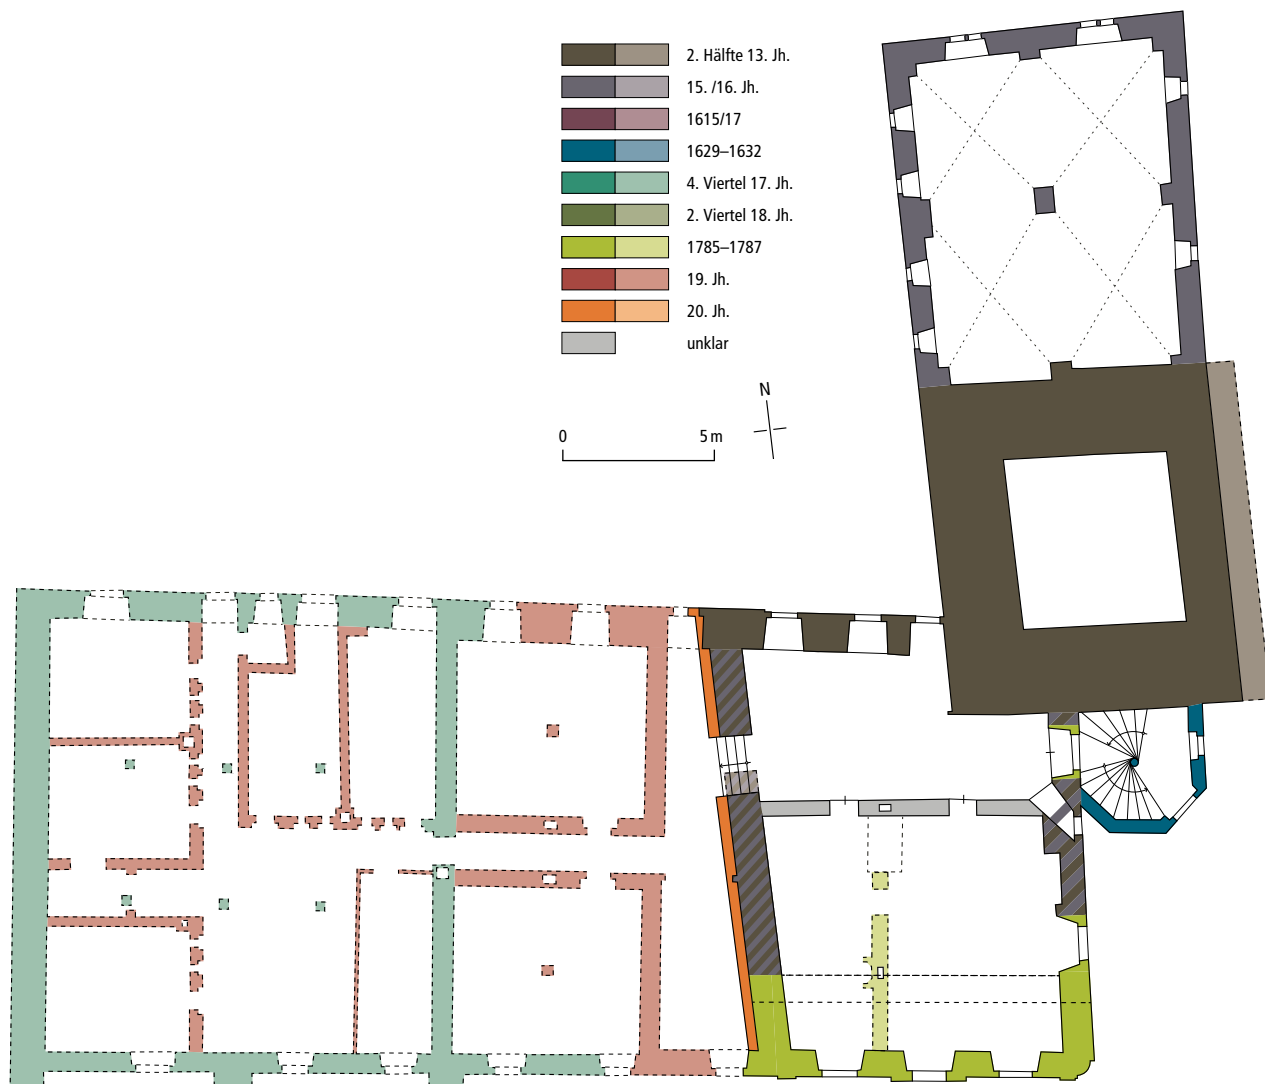 2. Hälfte 13. Jh.
15. /16. Jh.
1615/17
1629–1632
4. Viertel 17. Jh.
2. Viertel 18. Jh.
1785–1787
19. Jh.
20. Jh.
unklar
N
0 5 m